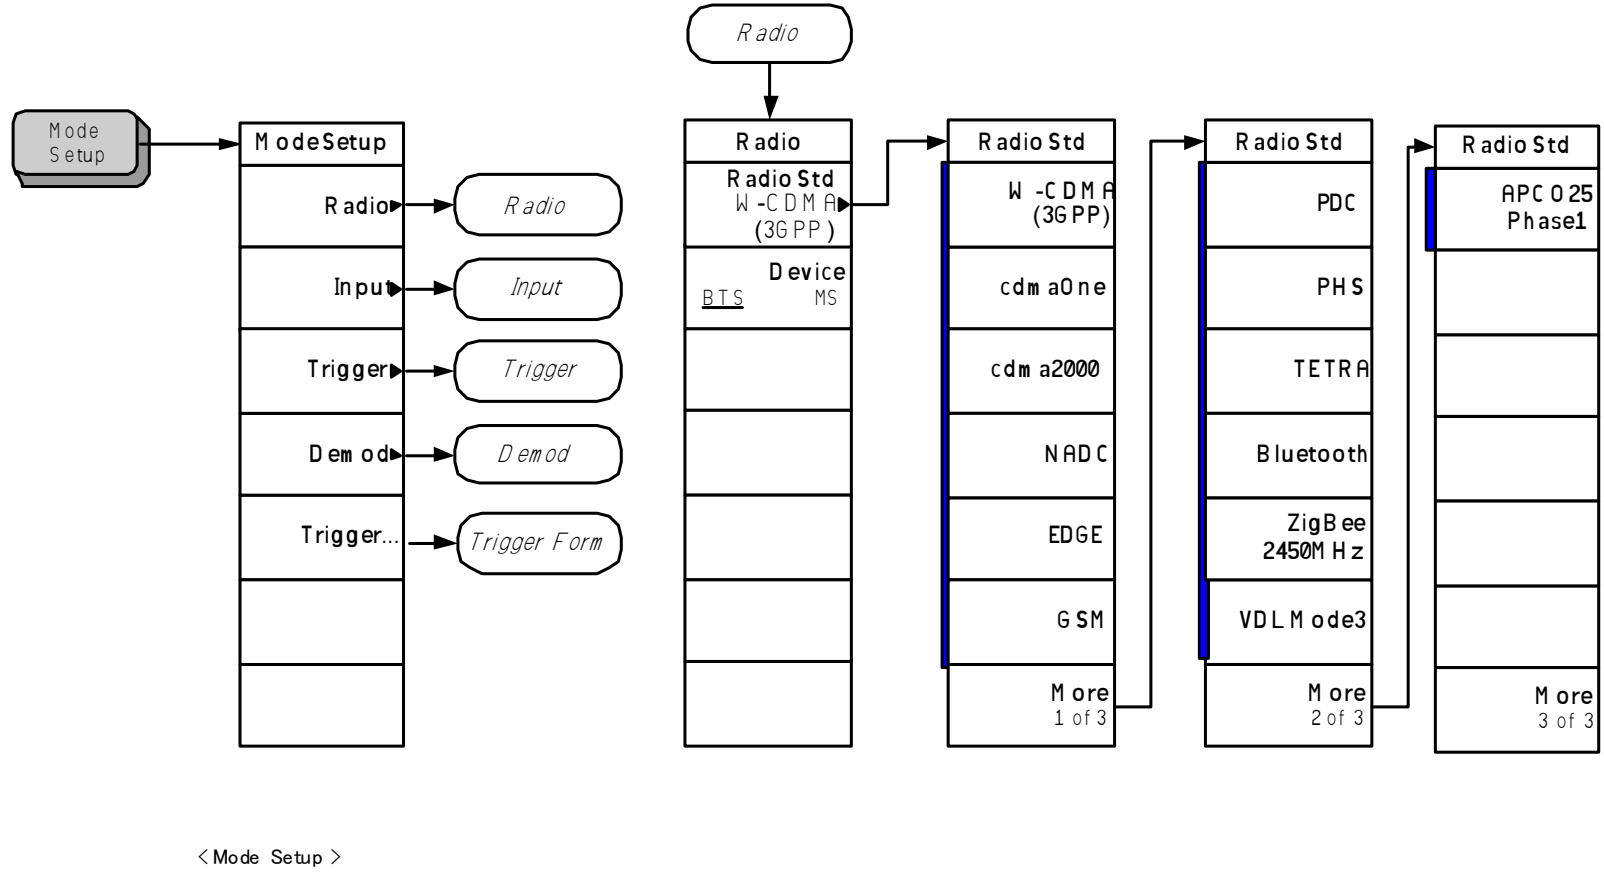 Radio
Mode
Setup
Mode Setup
Radio
Radio
Input
Input
Trigger
Trigger
Demod
Demod
Trigger...
Trigger Form
Radio
Radio Std
W-CDMA
(3GPP)
Device
BTS MS
Radio Std
W-CDMA
(3GPP)
cdmaOne
cdma2000
NADC
EDGE
GSM
More
1 of 3
Radio Std
PDC
PHS
TETRA
Bluetooth
ZigBee
2450MHz
VDL Mode3
More
2 of 3
Radio Std
APCO25
Phase1
More
3 of 3
<Mode Setup>